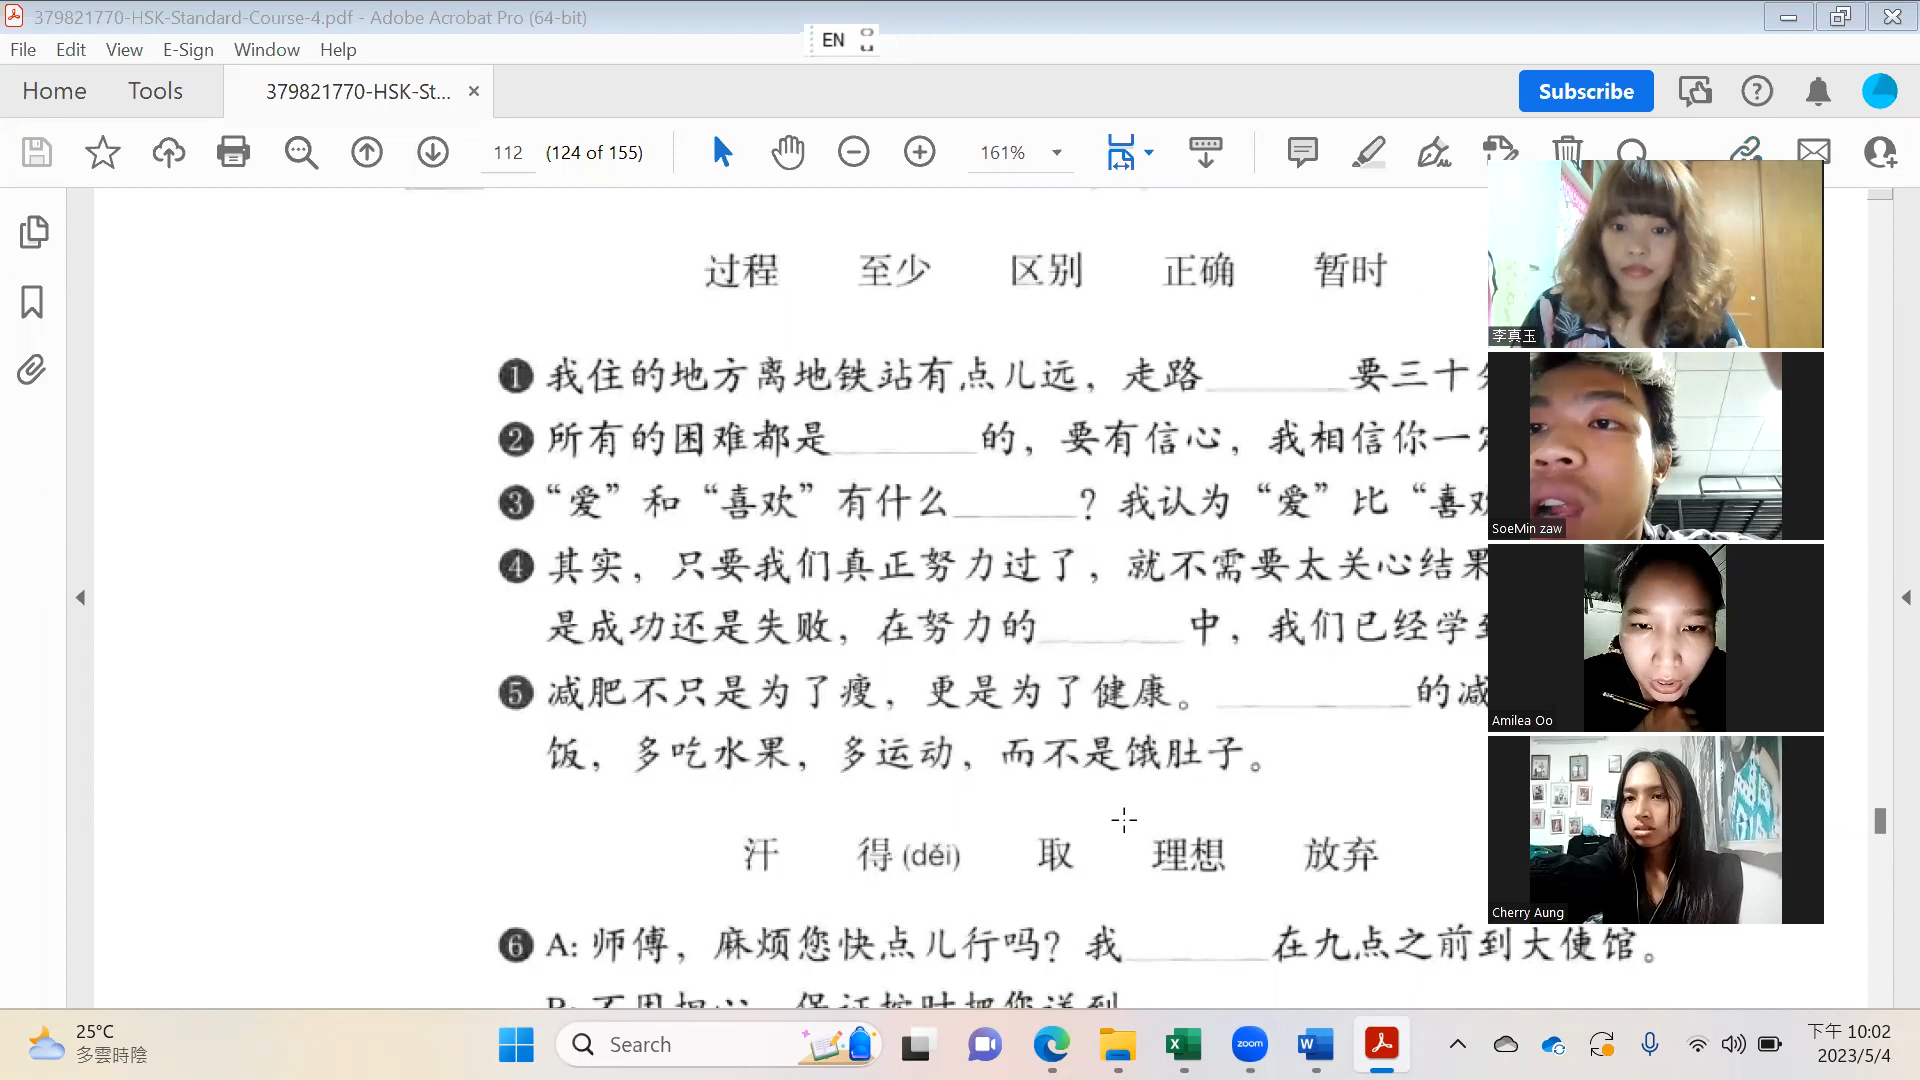 379821770-HSK-Standard-Course-4.pdf - Adobe Acrobat Pro (64-bit)
EN
File Edit View E-Sign Window Help
Home Tools 379821770-HSK-St... Subscribe
112 (124 of 155) 161%
过程 至少 区别 正确 暂时
李真玉
❶ 我住的地方离地铁站有点儿远，走路 要三十
❷ 所有的困难都是 的，要有信心，我相信你一
SoeMin zaw
❸ “爱”和“喜欢”有什么 ？我认为“爱”比“喜
❹ 其实，只要我们真正努力过了，就不需要太关心结果
是成功还是失败，在努力的 中，我们已经学
❺ 减肥不只是为了瘦，更是为了健康。 的减
Amilea Oo
饭，多吃水果，多运动，而不是饿肚子。
汗 得(děi) 取 理想 放弃
Cherry Aung
❻ A: 师傅，麻烦您快点儿行吗？我 在九点之前到大使馆。
25°C
多雲時陰
Search
zoom
下午 10:02
2023/5/4